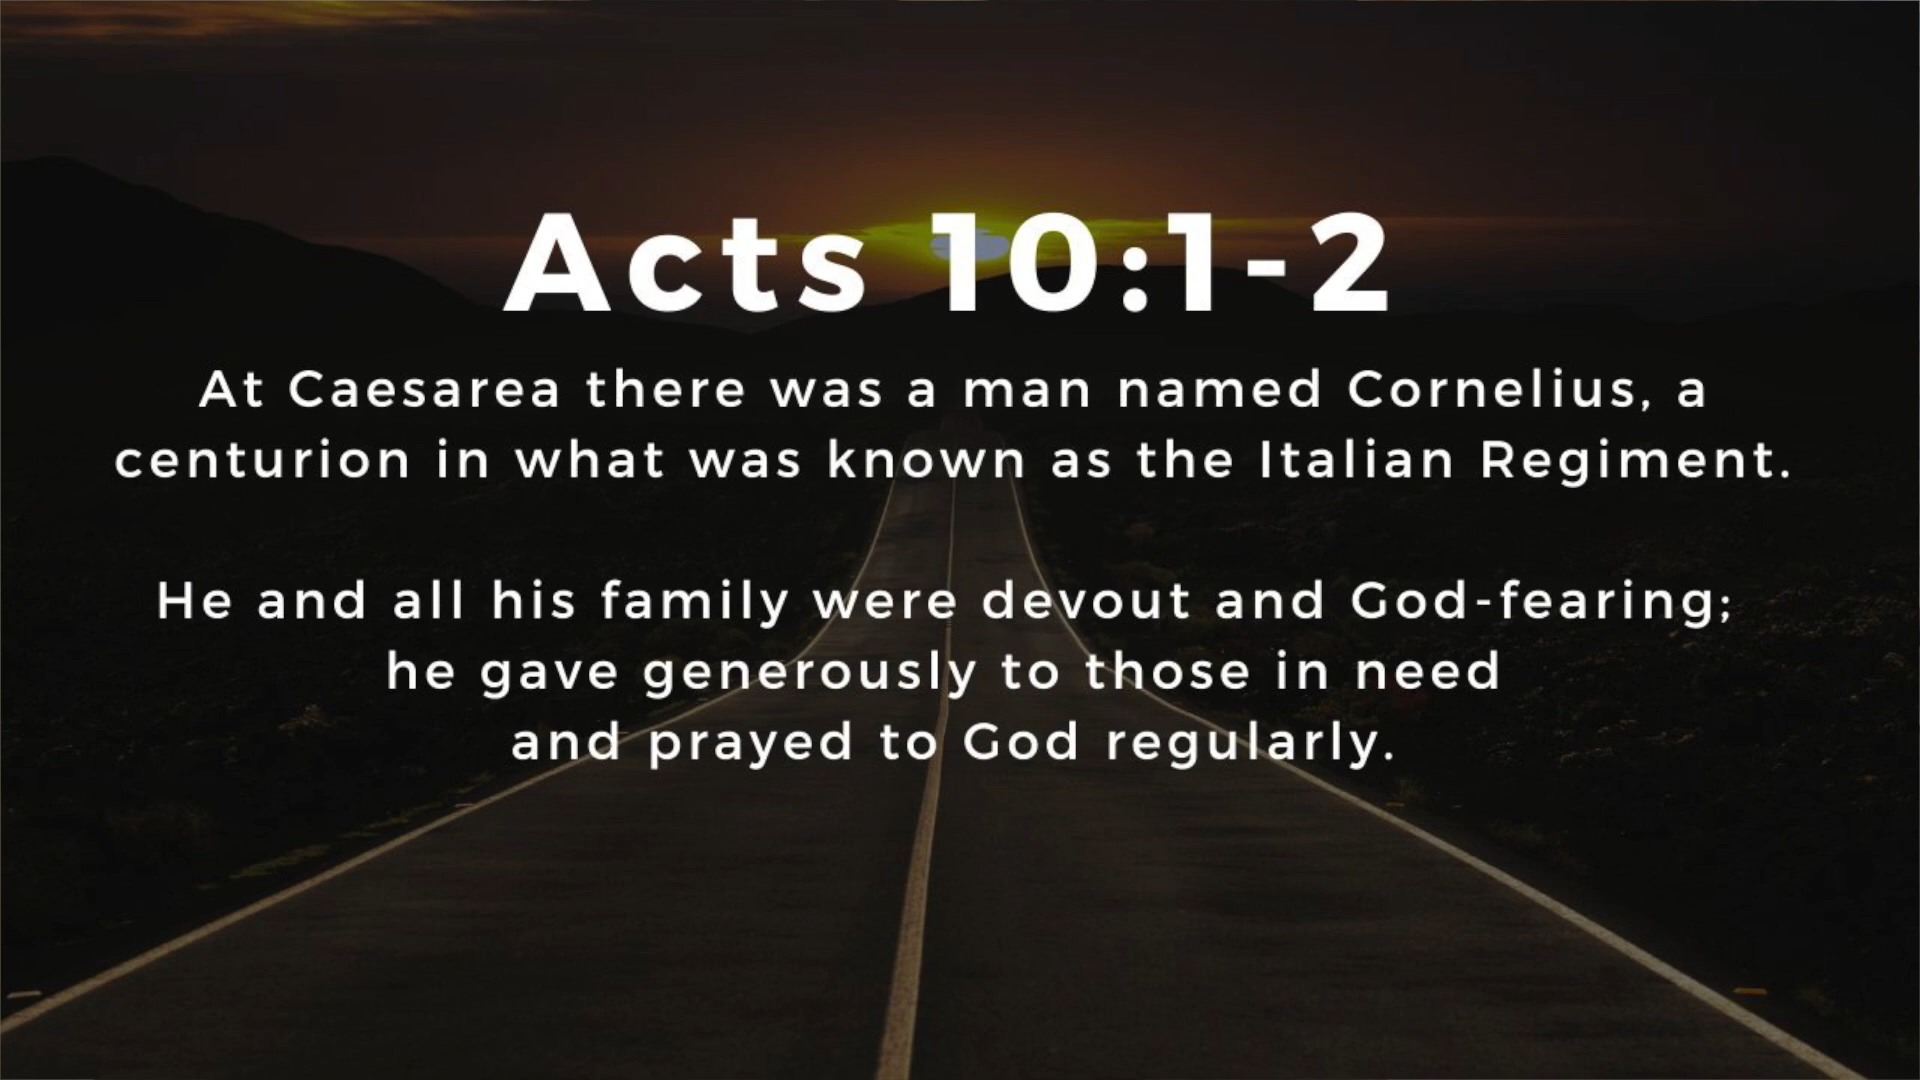 Acts 10:1-2
At Caesarea there was a man named Cornelius, a
centurion in what was known as the Italian Regiment.
He and all his family were devout and God-fearing;
he gave generously to those in need
and prayed to God regularly.